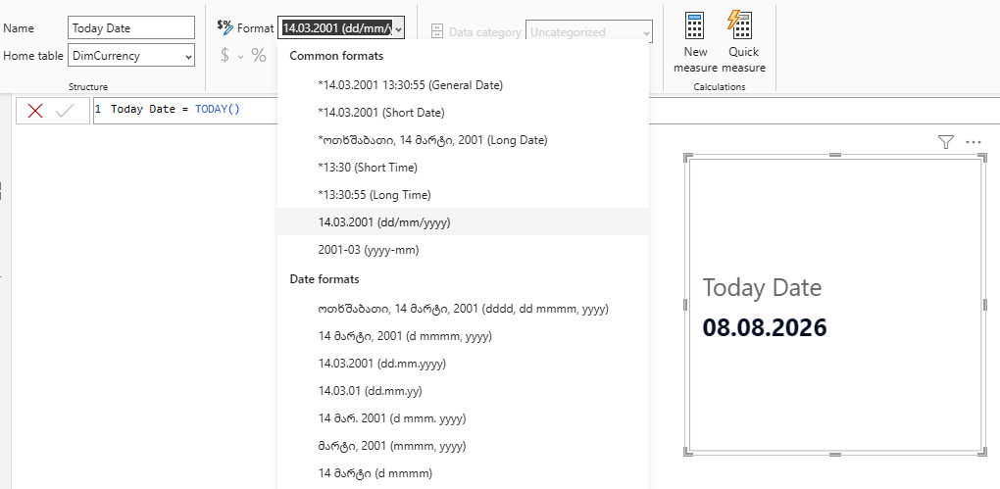 Name Today Date
Format 14.03.2001 (dd/mm/y
Data category Uncategorized
Home table DimCurrency
$ %
New measure
Quick measure
Structure
Calculations
1 Today Date = TODAY()
Common formats
*14.03.2001 13:30:55 (General Date)
*14.03.2001 (Short Date)
*ოთხშაბათი, 14 მარტი, 2001 (Long Date)
*13:30 (Short Time)
*13:30:55 (Long Time)
14.03.2001 (dd/mm/yyyy)
2001-03 (yyyy-mm)
Date formats
ოთხშაბათი, 14 მარტი, 2001 (dddd, dd mmmm, yyyy)
14 მარტი, 2001 (d mmmm, yyyy)
14.03.2001 (dd.mm.yyyy)
14.03.01 (dd.mm.yy)
14 მარ. 2001 (d mmm. yyyy)
მარტი, 2001 (mmmm, yyyy)
14 მარტი (d mmmm)
Today Date
08.08.2026